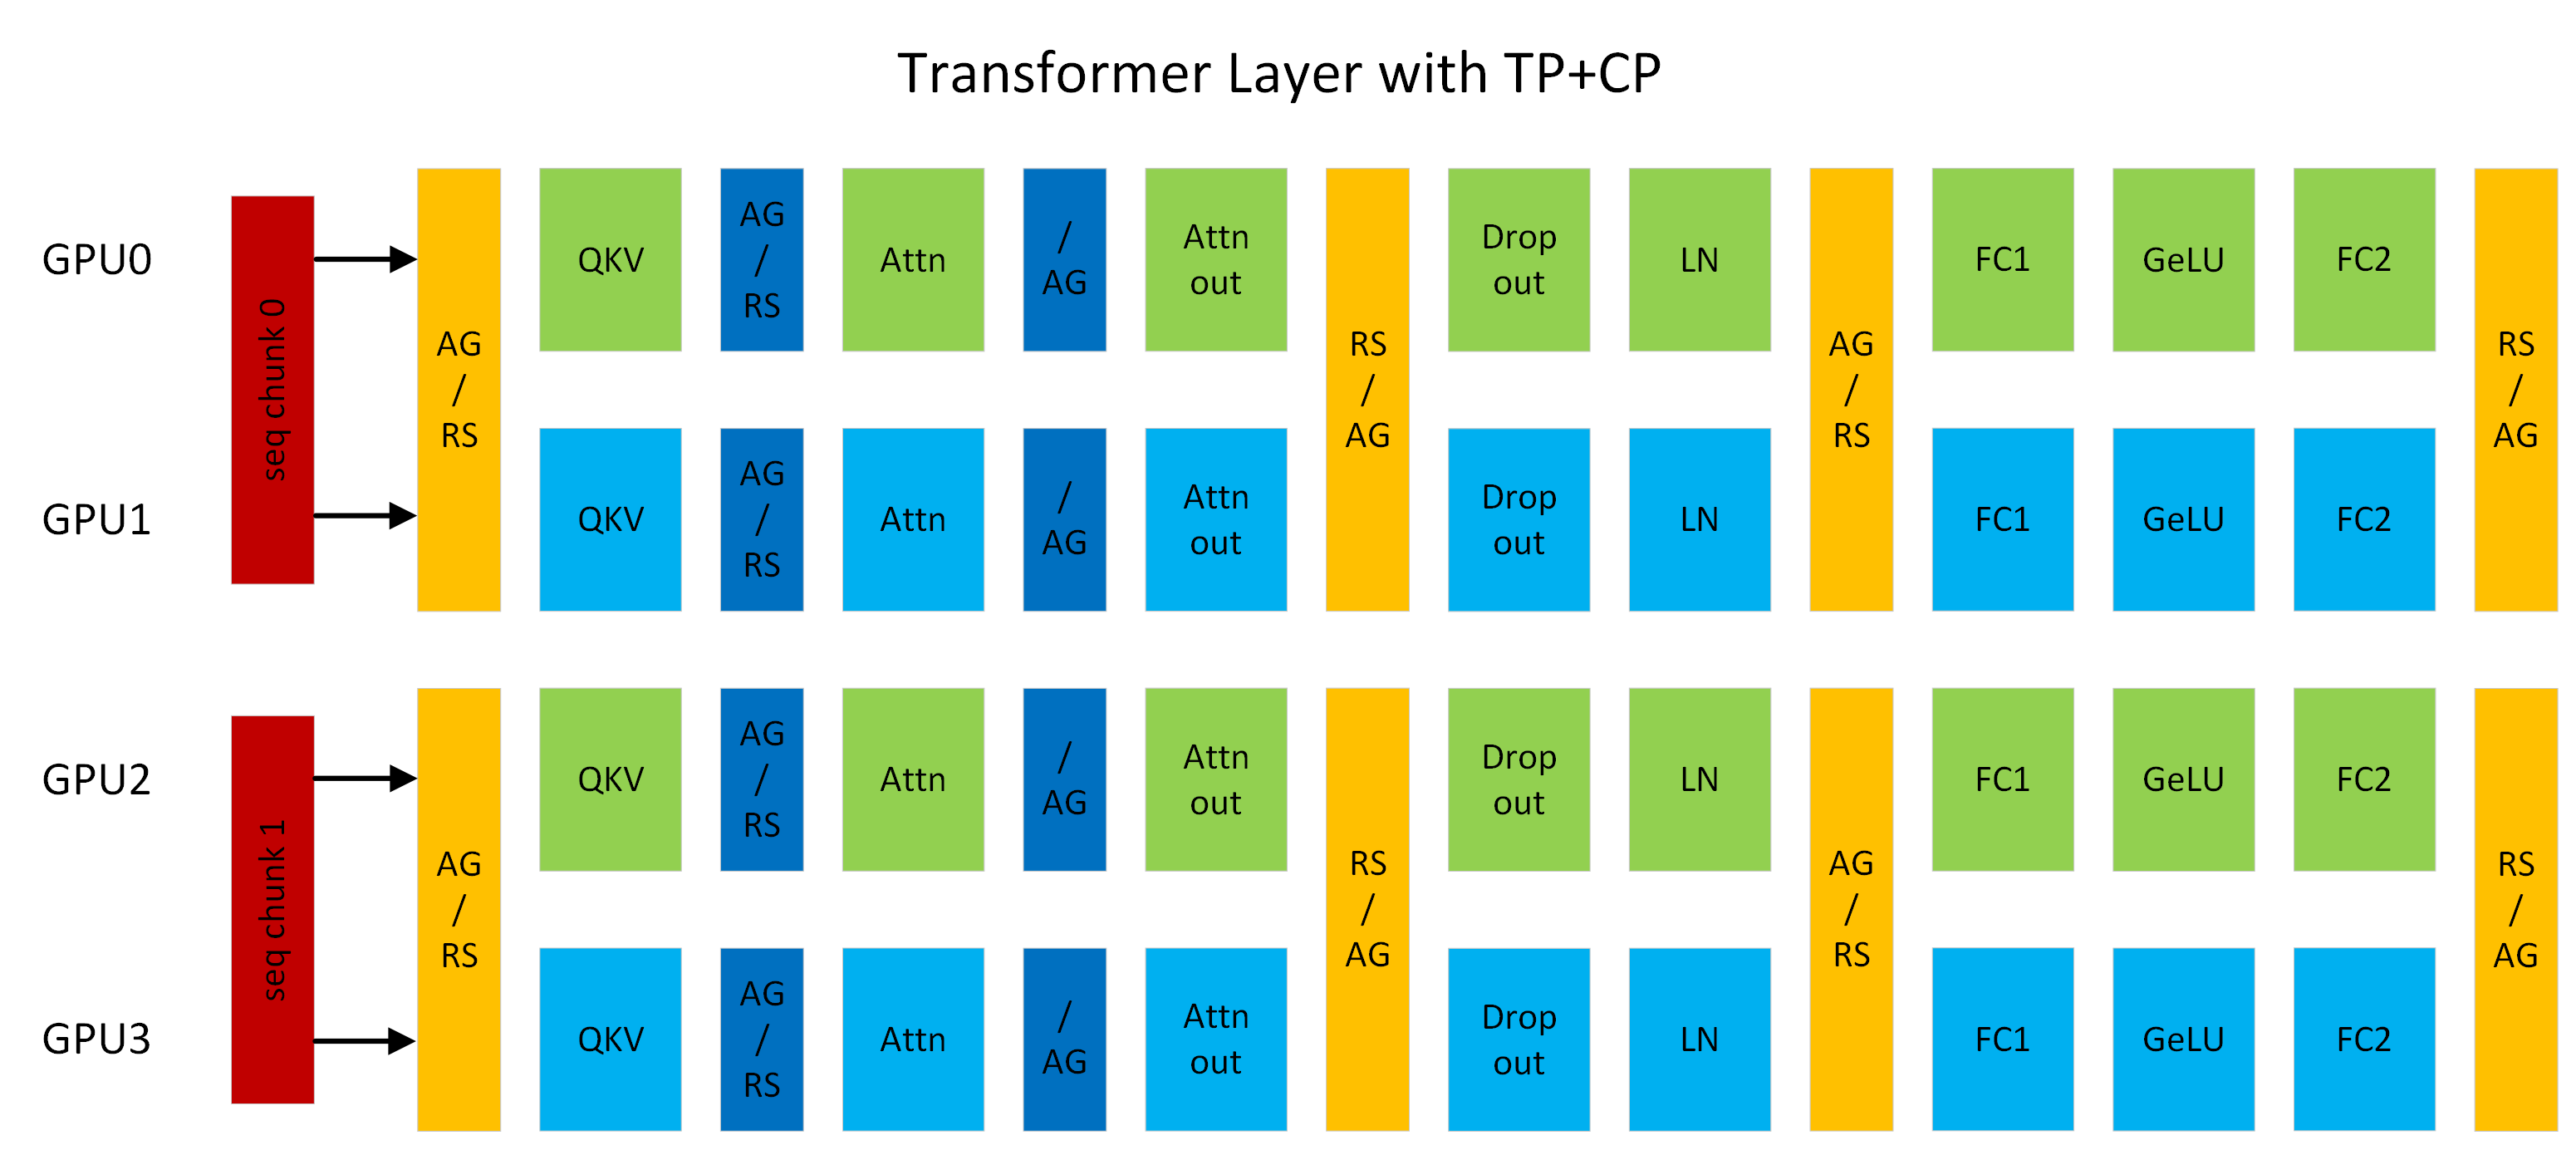 Transformer Layer with TP+CP
GPU0
GPU1
seq chunk 0
AG
/
RS
QKV
AG
/
RS
Attn
/
AG
Attn
out
RS
/
AG
Drop
out
LN
AG
/
RS
FC1
GeLU
FC2
RS
/
AG
QKV
AG
/
RS
Attn
/
AG
Attn
out
Drop
out
LN
FC1
GeLU
FC2
GPU2
GPU3
seq chunk 1
AG
/
RS
QKV
AG
/
RS
Attn
/
AG
Attn
out
RS
/
AG
Drop
out
LN
AG
/
RS
FC1
GeLU
FC2
RS
/
AG
QKV
AG
/
RS
Attn
/
AG
Attn
out
Drop
out
LN
FC1
GeLU
FC2